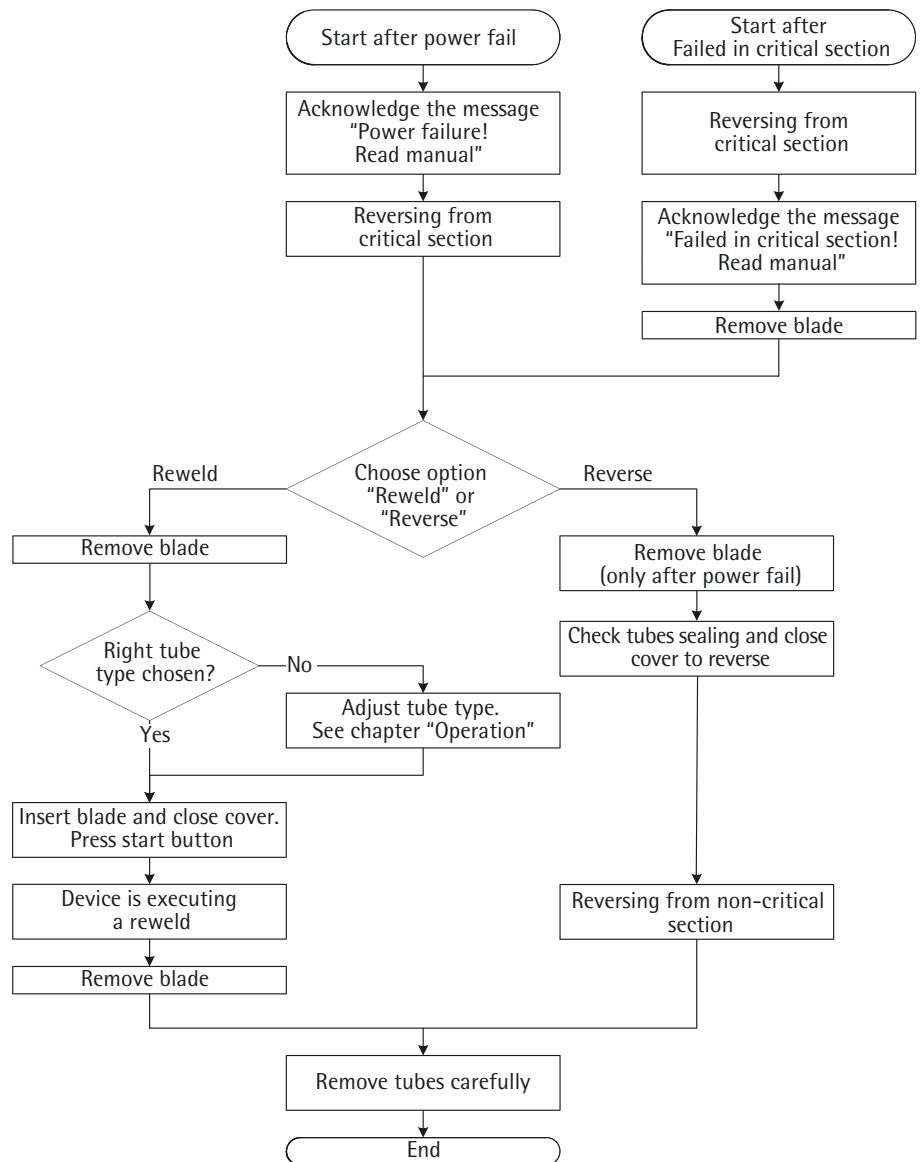 Start after power fail
Start after
Failed in critical section
Acknowledge the message
“Power failure!
Read manual”
Reversing from
critical section
Reversing from
critical section
Acknowledge the message
“Failed in critical section!
Read manual”
Remove blade
Choose option
“Reweld” or
“Reverse”
Reweld
Reverse
Remove blade
Right tube
type chosen?
No
Yes
Adjust tube type.
See chapter “Operation”
Insert blade and close cover.
Press start button
Device is executing
a reweld
Remove blade
Remove blade
(only after power fail)
Check tubes sealing and close
cover to reverse
Reversing from non-critical
section
Remove tubes carefully
End